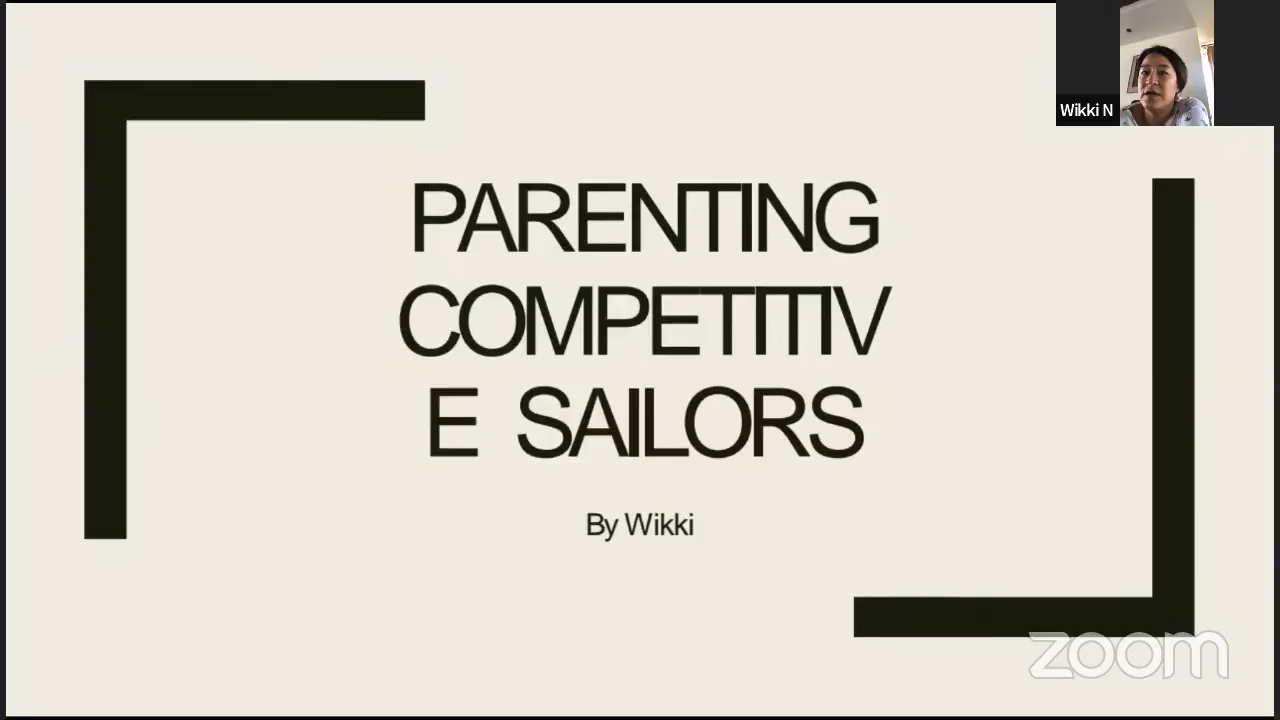 Wikki N
PARENTING
COMPETITIV
E SAILORS
By Wikki
zoom